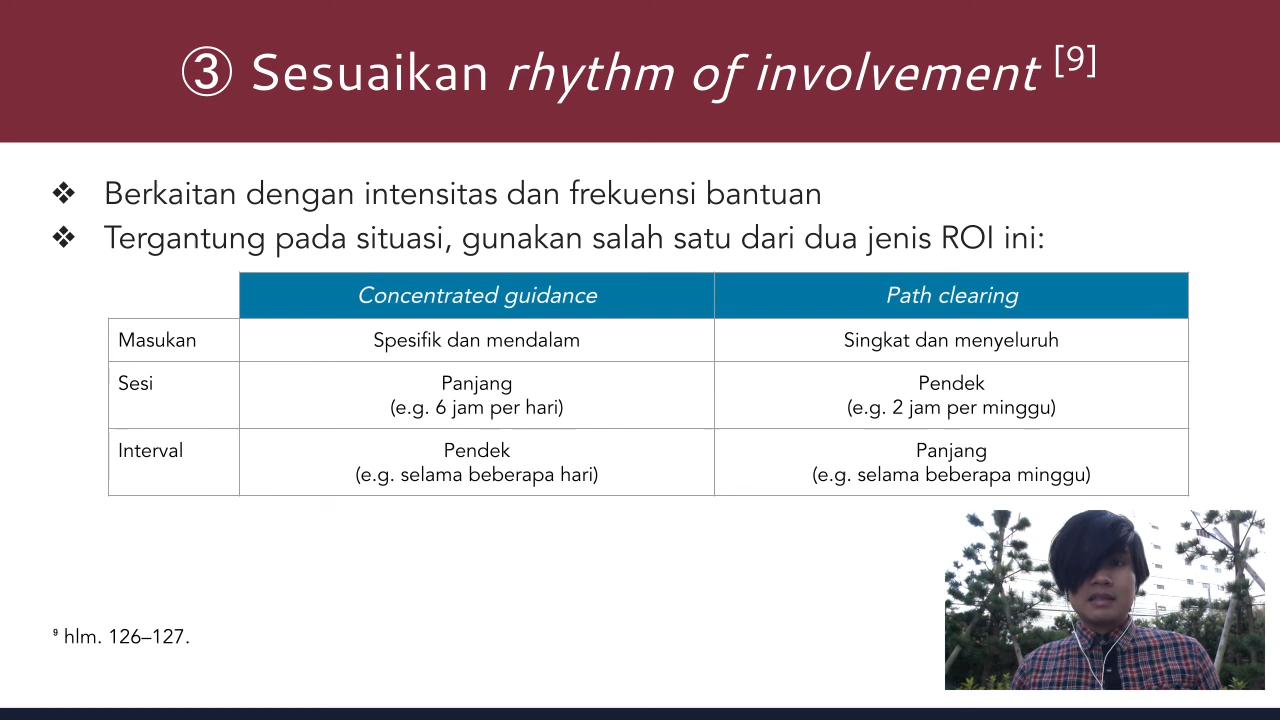 ③ Sesuaikan rhythm of involvement [9]
❖ Berkaitan dengan intensitas dan frekuensi bantuan
❖ Tergantung pada situasi, gunakan salah satu dari dua jenis ROI ini:
Concentrated guidance Path clearing
Masukan Spesifik dan mendalam Singkat dan menyeluruh
Sesi Panjang Pendek
(e.g. 6 jam per hari) (e.g. 2 jam per minggu)
Interval Pendek Panjang
(e.g. selama beberapa hari) (e.g. selama beberapa minggu)
⁹ hlm. 126–127.